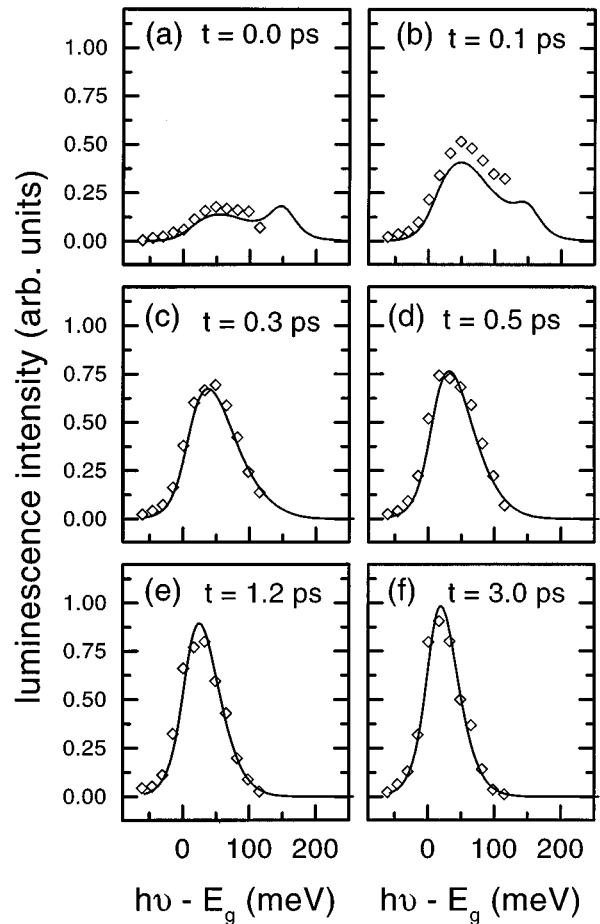 luminescence intensity (arb. units)
(a) t = 0.0 ps
(b) t = 0.1 ps
1.00
0.75
0.50
0.25
0.00
(c) t = 0.3 ps
(d) t = 0.5 ps
1.00
0.75
0.50
0.25
0.00
(e) t = 1.2 ps
(f) t = 3.0 ps
1.00
0.75
0.50
0.25
0.00
0 100 200
0 100 200
hυ - Eg (meV)
hυ - Eg (meV)